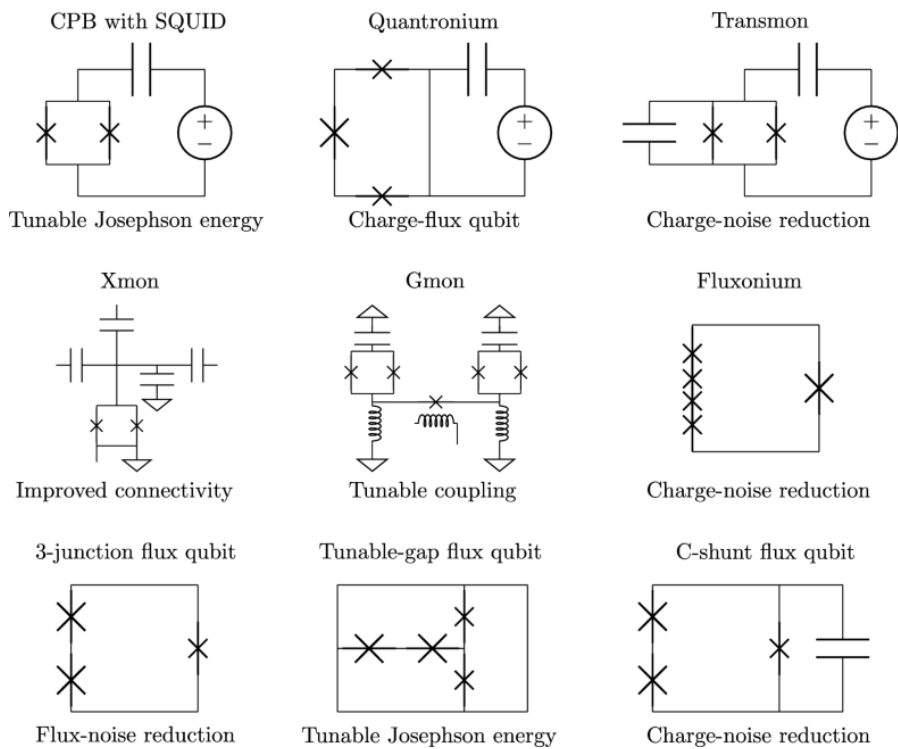 CPB with SQUID
Quantronium
Transmon
+
−
+
−
+
−
Tunable Josephson energy
Charge-flux qubit
Charge-noise reduction
Xmon
Gmon
Fluxonium
Improved connectivity
Tunable coupling
Charge-noise reduction
3-junction flux qubit
Tunable-gap flux qubit
C-shunt flux qubit
Flux-noise reduction
Tunable Josephson energy
Charge-noise reduction